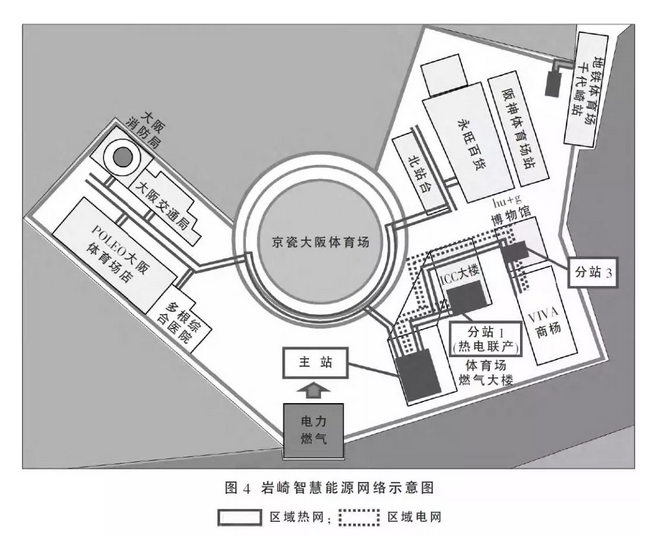 大阪
消防局
大阪交通局
POLEO大阪
体育场店
多根综
合医院
京瓷大阪体育场
北站台
永旺百货
阪神体育场站
地铁体育场
千代崎站
hu+g
博物馆
ICC大楼
分站 3
VIVA
商杨
分站 1
(热电联产)
体育场
燃气大楼
主 站
电力
燃气
图 4 岩崎智慧能源网络示意图
区域热网；
区域电网